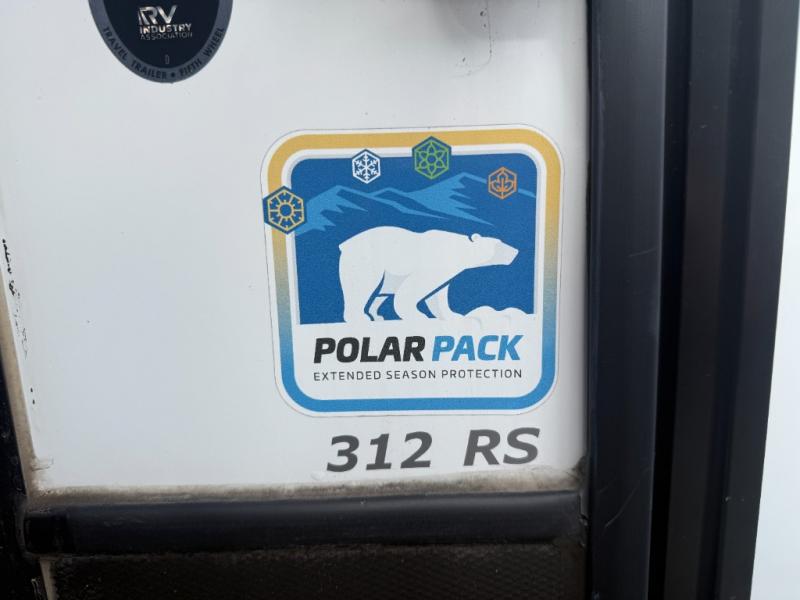 RV
INDUSTRY
ASSOCIATION
TRAVEL TRAILER • FIFTH WHEEL
POLAR PACK
EXTENDED SEASON PROTECTION
312 RS